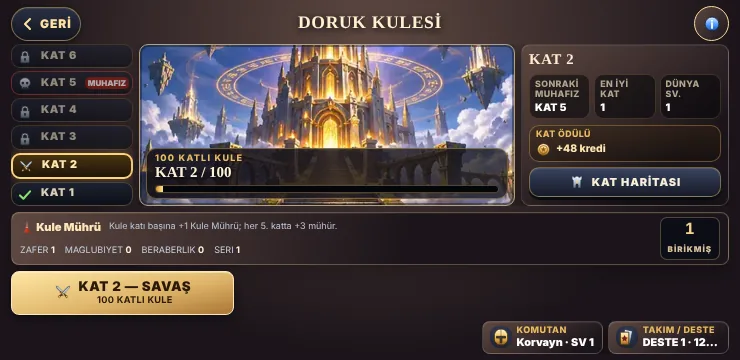 GERİ
DORUK KULESİ
KAT 6
KAT 5 MUHAFIZ
KAT 4
KAT 3
KAT 2
KAT 1
100 KATLI KULE
KAT 2 / 100
KAT 2
SONRAKİ MUHAFIZ
KAT 5
EN İYİ KAT
1
DÜNYA SV.
1
KAT ÖDÜLÜ
+48 kredi
KAT HARİTASI
Kule Mührü Kule katı başına +1 Kule Mührü; her 5. katta +3 mühür.
ZAFER 1 MAGLUBIYET 0 BERABERLIK 0 SERI 1
1
BİRİKMİŞ
KAT 2 — SAVAŞ
100 KATLI KULE
KOMUTAN
Korvayn · SV 1
TAKIM / DESTE
DESTE 1 · 12...